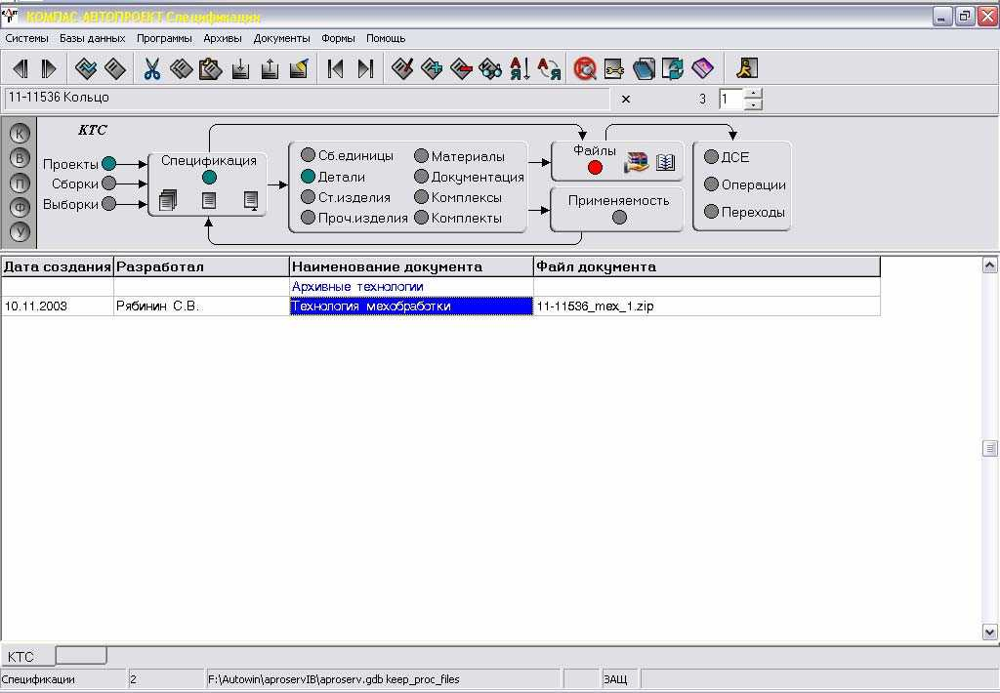 КОМПАС-АВТОПРОЕКТ Спецификации
Системы Базы данных Программы Архивы Документы Формы Помощь
11-11536 Кольцо × 3 1
КТС
К
В
П
Ф
У
Проекты
Сборки
Выборки
Спецификация
Сб.единицы Материалы
Детали Документация
Ст.изделия Комплексы
Проч.изделия Комплекты
Файлы
Применяемость
ДСЕ
Операции
Переходы
Дата создания Разработал Наименование документа Файл документа
Архивные технологии
10.11.2003 Рябинин С.В. Технология мехобработки 11-11536_mex_1.zip
КТС
Спецификации 2 F:\Autowin\aproservIB\aproserv.gdb keep_proc_files ЗАЩ